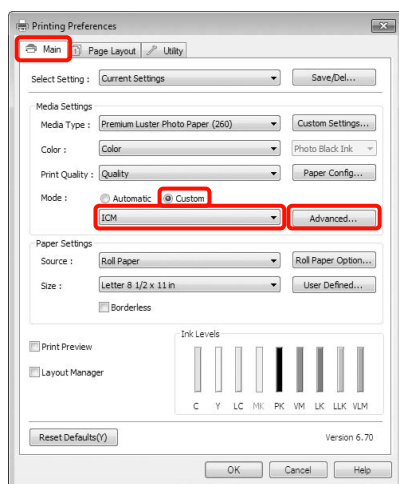 Printing Preferences
Main Page Layout Utility
Select Setting : Current Settings Save/Del...
Media Settings
Media Type : Premium Luster Photo Paper (260) Custom Settings...
Color : Color Photo Black Ink
Print Quality : Quality Paper Config...
Mode : Automatic Custom
ICM Advanced...
Paper Settings
Source : Roll Paper Roll Paper Option...
Size : Letter 8 1/2 x 11 in User Defined...
Borderless
Ink Levels
Print Preview
Layout Manager
C Y LC MK PK VM LK LLK VLM
Reset Defaults(Y) Version 6.70
OK Cancel Help